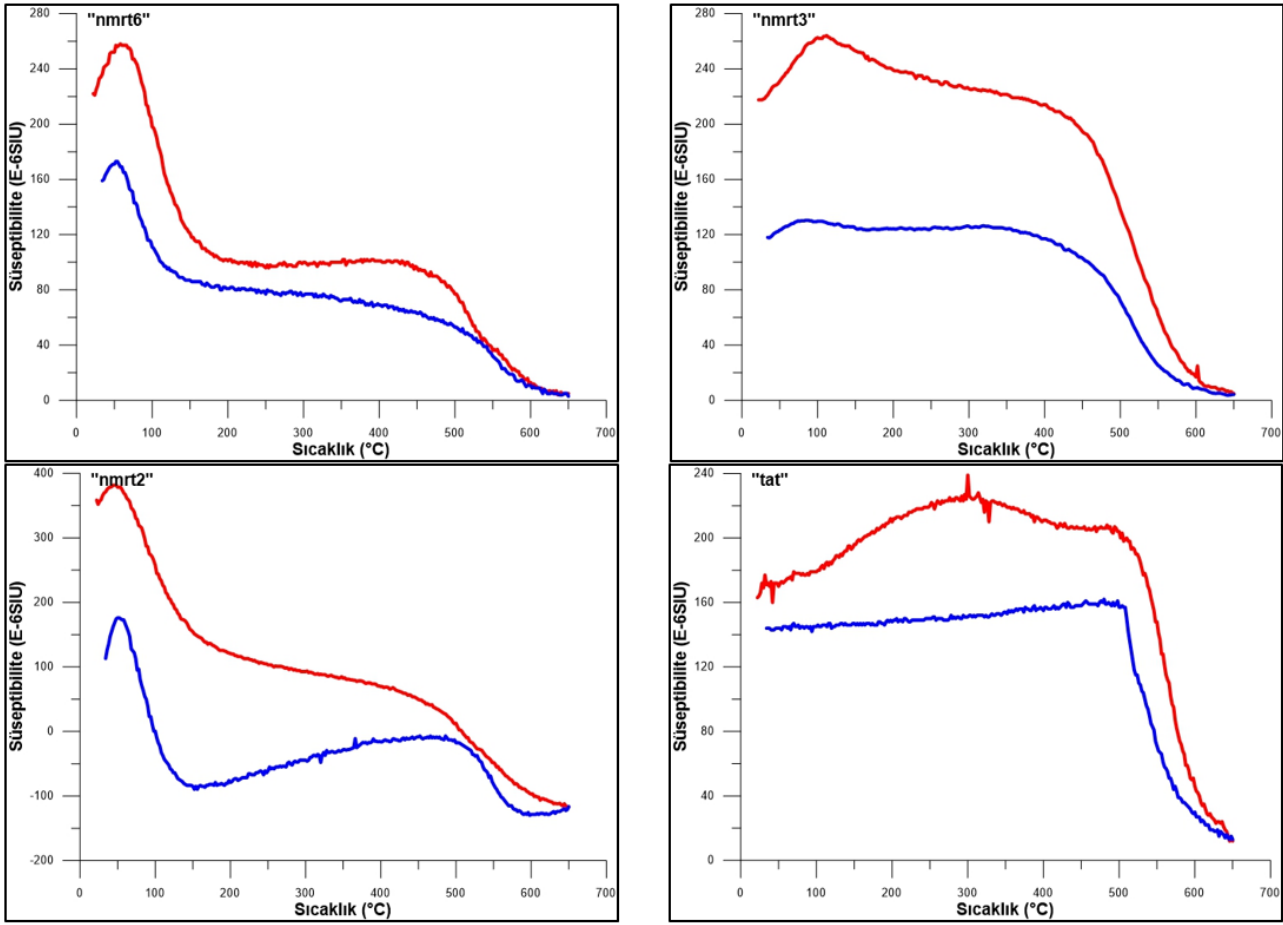 "nmrt6"
280
240
200
160
120
80
40
0
Süseptibilite (E-6SIU)
0 100 200 300 400 500 600 700
Sıcaklık (°C)
"nmrt3"
280
240
200
160
120
80
40
0
Süseptibilite (E-6SIU)
0 100 200 300 400 500 600 700
Sıcaklık (°C)
"nmrt2"
400
300
200
100
0
-100
-200
Süseptibilite (E-6SIU)
0 100 200 300 400 500 600 700
Sıcaklık (°C)
"tat"
240
200
160
120
80
40
0
Süseptibilite (E-6SIU)
0 100 200 300 400 500 600 700
Sıcaklık (°C)